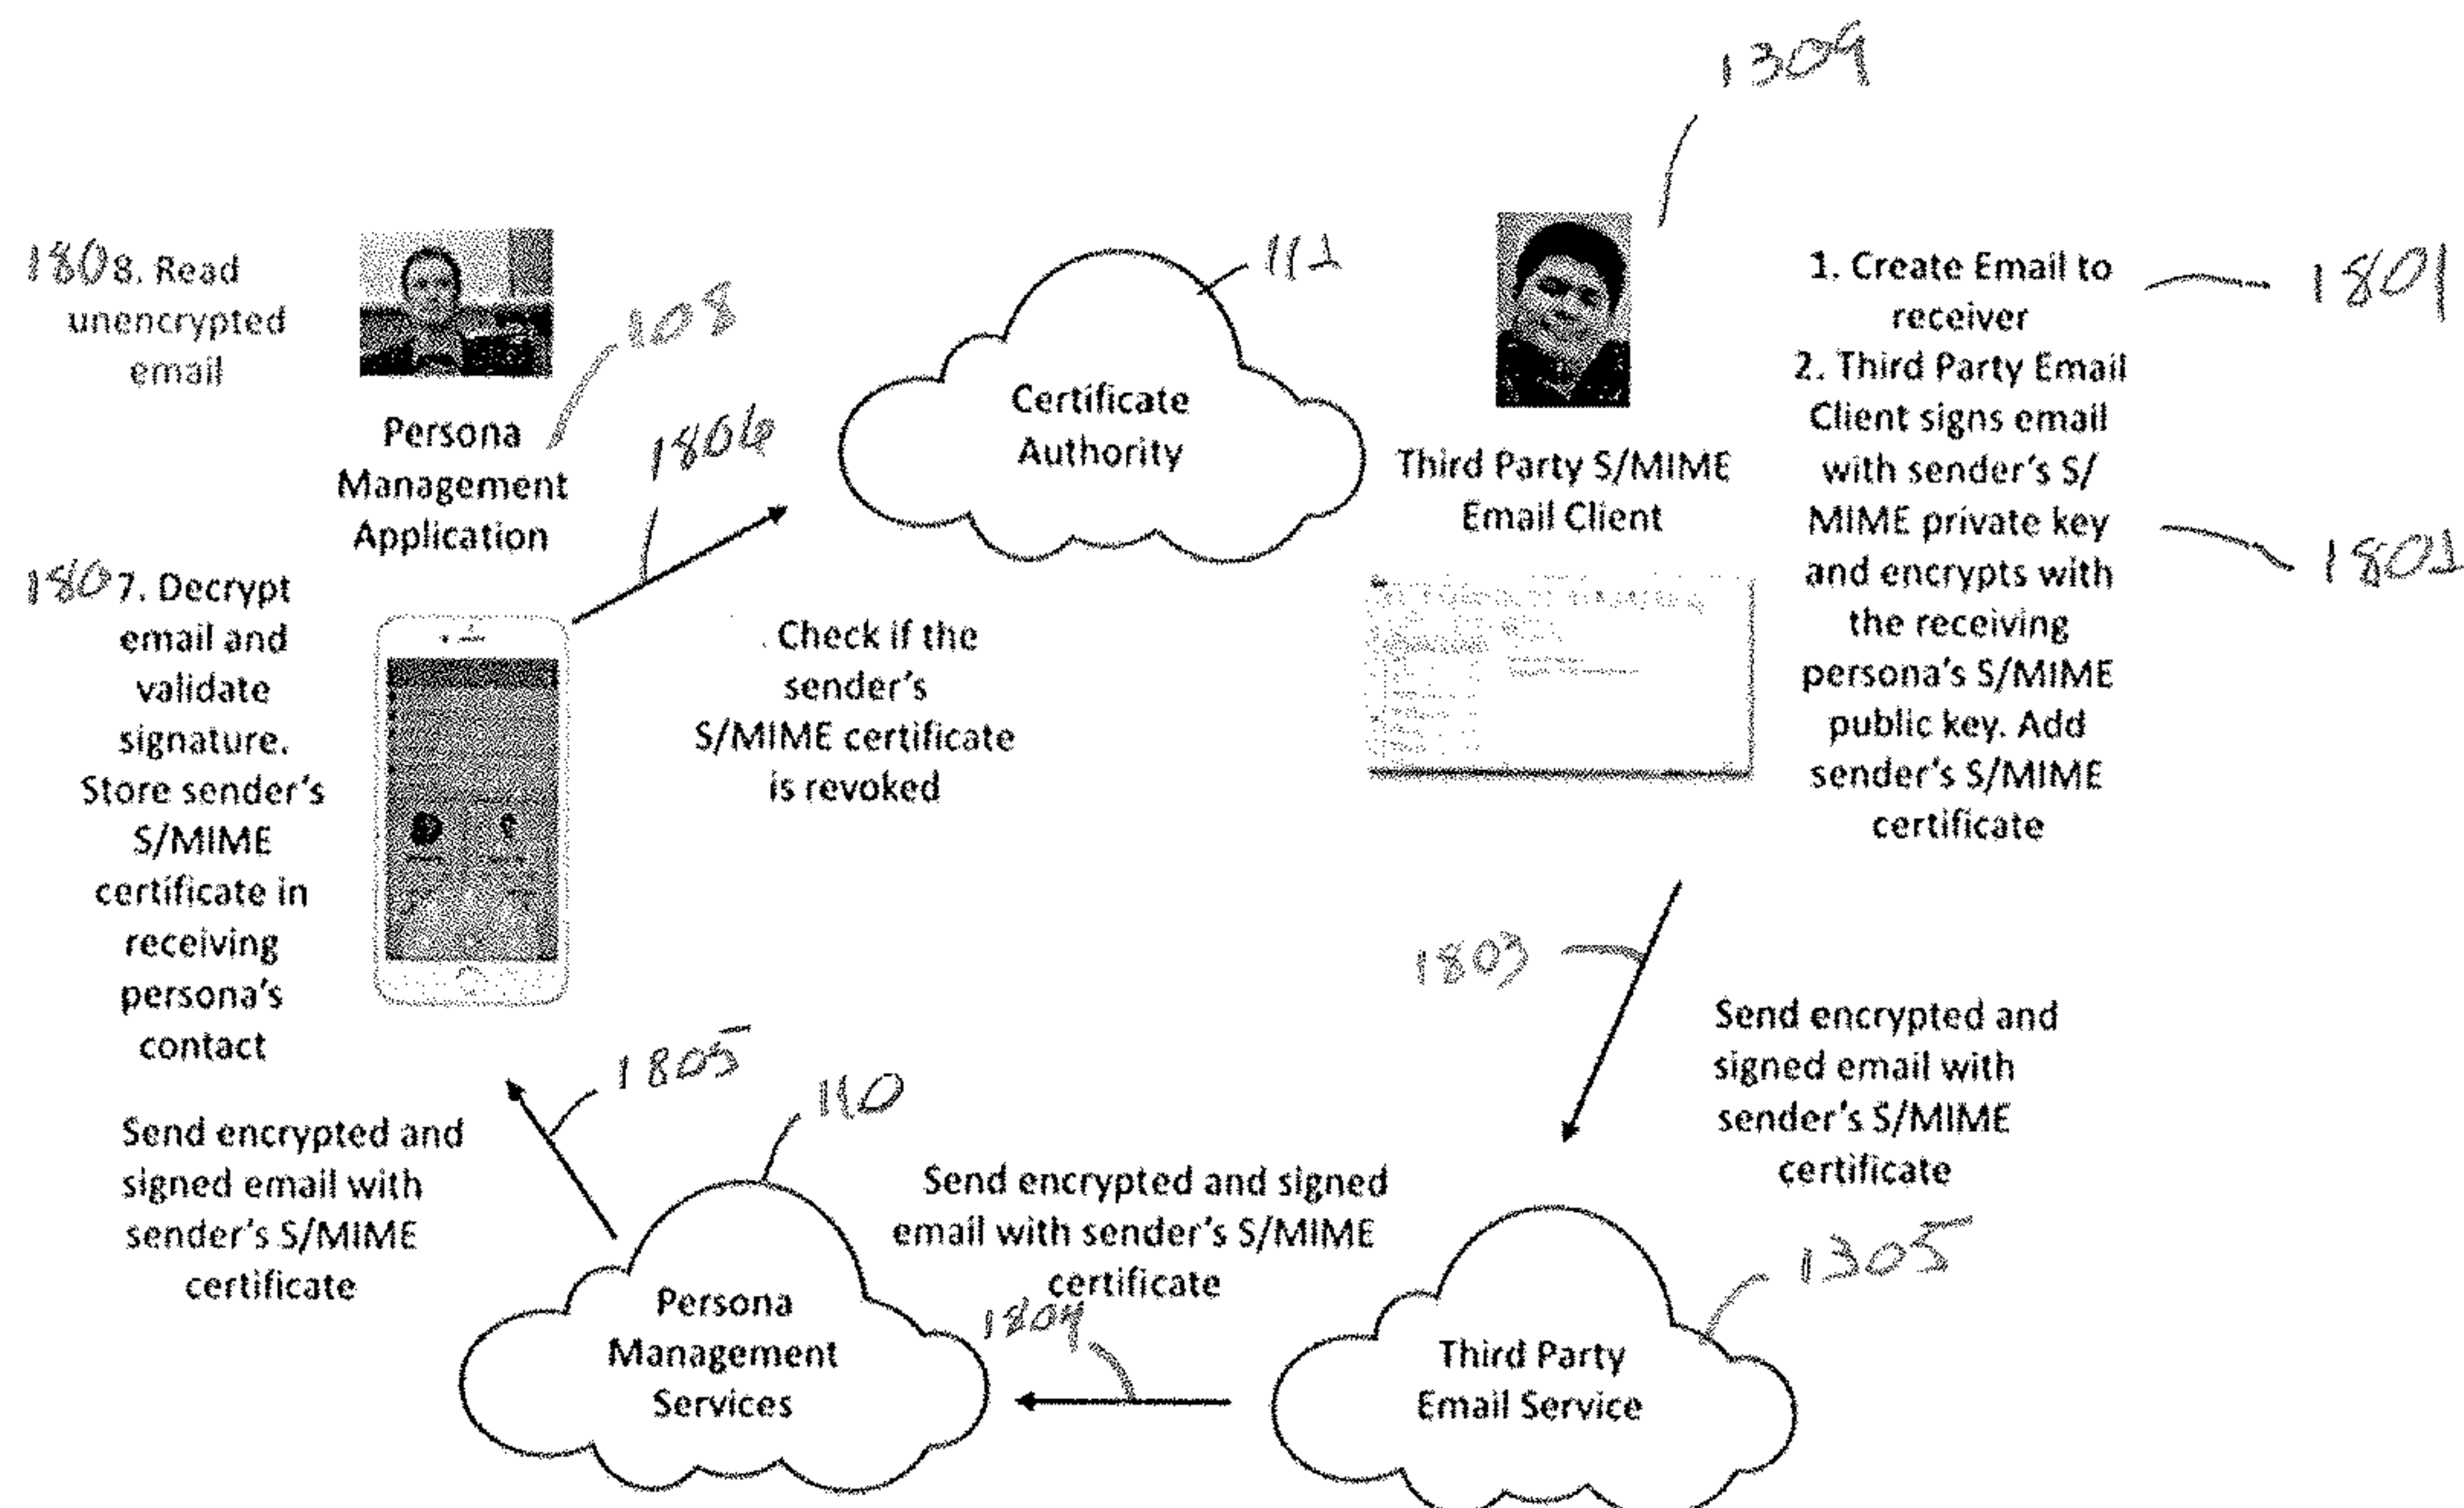 1309
1808. Read
unencrypted
email
108
Persona
Management
Application
1806
112
Certificate
Authority
Third Party S/MIME
Email Client
1. Create Email to
receiver
1801
2. Third Party Email
Client signs email
with sender's S/
MIME private key
and encrypts with
the receiving
persona's S/MIME
public key. Add
sender's S/MIME
certificate
1802
1807. Decrypt
email and
validate
signature.
Store sender's
S/MIME
certificate in
receiving
persona's
contact
. Check if the
sender's
S/MIME certificate
is revoked
1803
Send encrypted and
signed email with
sender's S/MIME
certificate
1805
Send encrypted and
signed email with
sender's S/MIME
certificate
110
Persona
Management
Services
Send encrypted and signed
email with sender's S/MIME
certificate
1804
1305
Third Party
Email Service